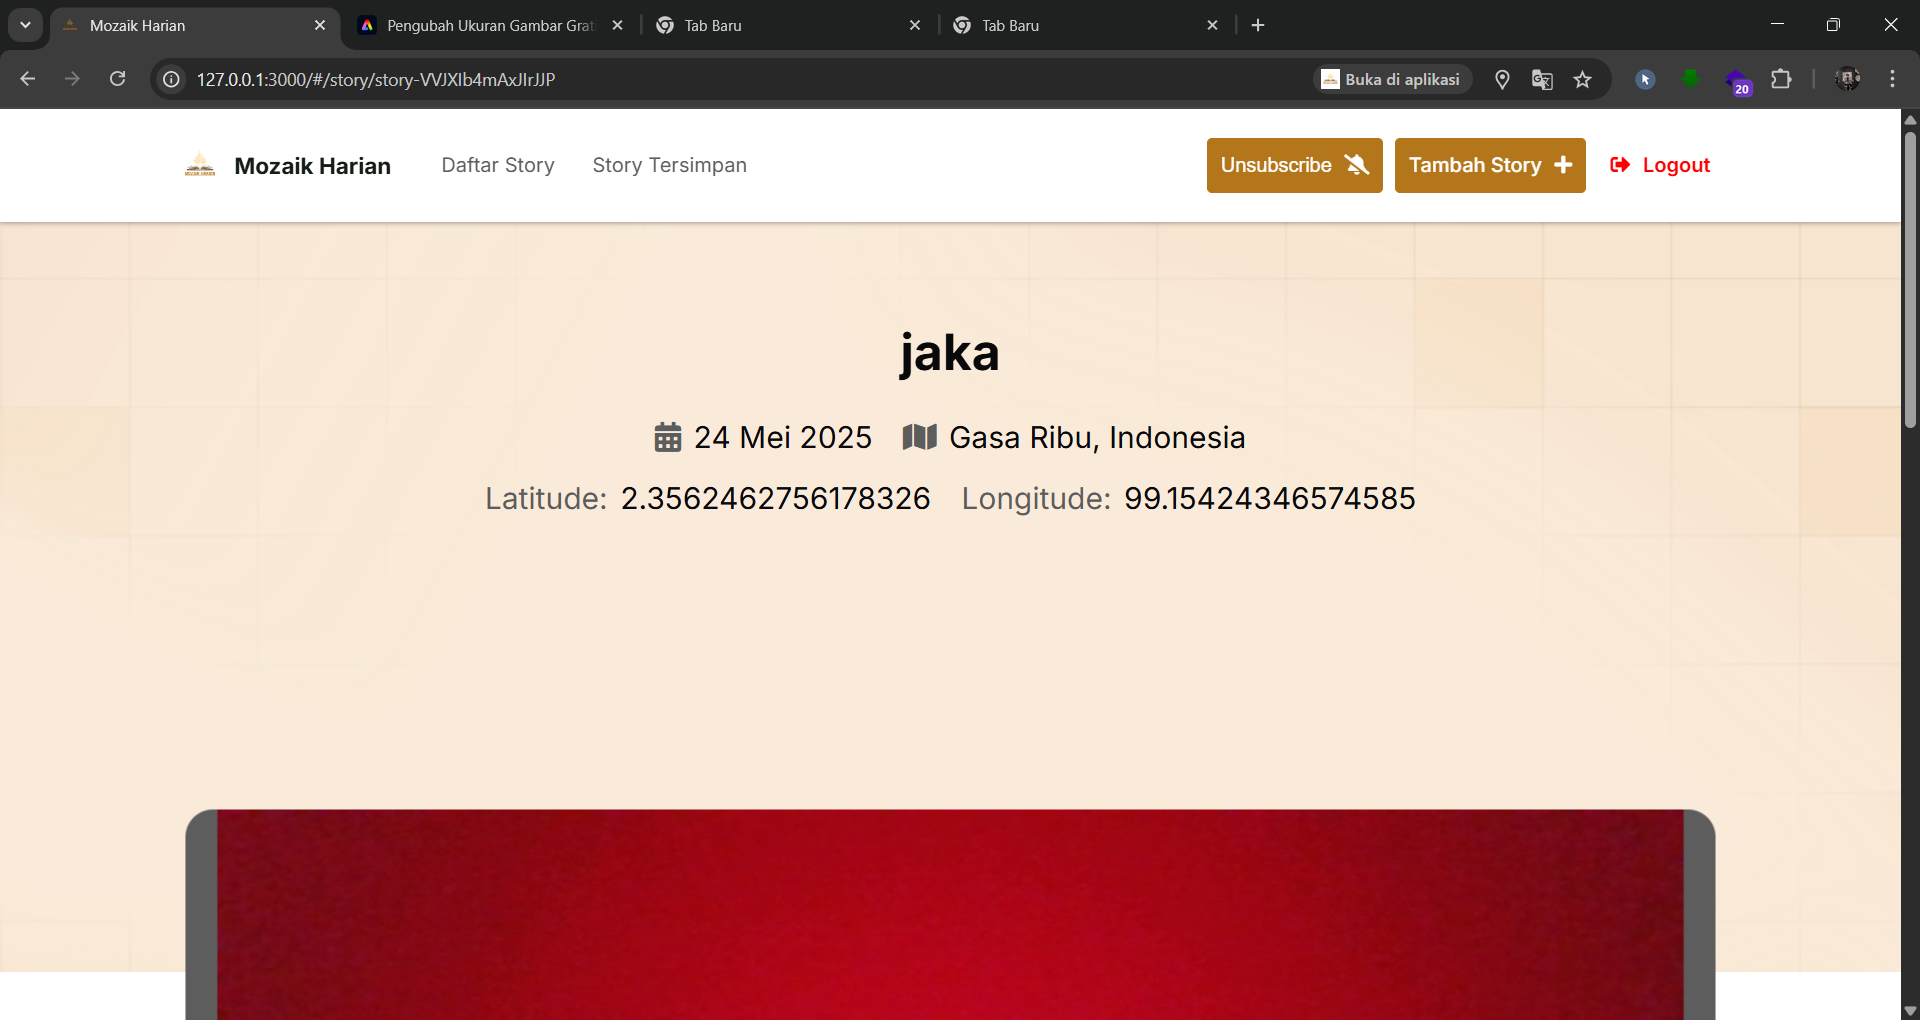 Mozaik Harian
Pengubah Ukuran Gambar Grat
Tab Baru
Tab Baru
127.0.0.1:3000/#/story/story-VVJXIb4mAxJIrJJP
Buka di aplikasi
20
Mozaik Harian
Daftar Story
Story Tersimpan
Unsubscribe
Tambah Story
Logout
jaka
24 Mei 2025 Gasa Ribu, Indonesia
Latitude: 2.3562462756178326 Longitude: 99.15424346574585